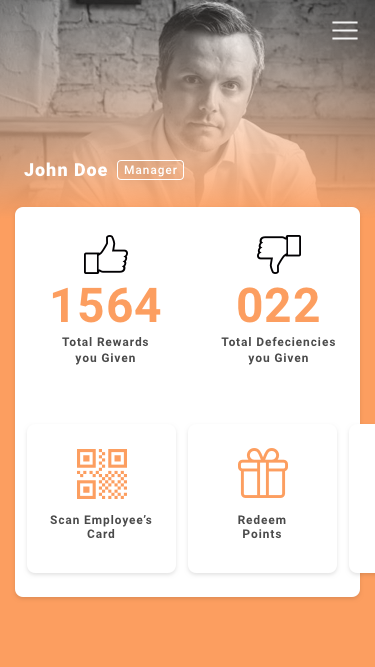 John Doe Manager
1564 022
Total Rewards
you Given
Total Defeciencies
you Given
Scan Employee's
Card
Redeem
Points